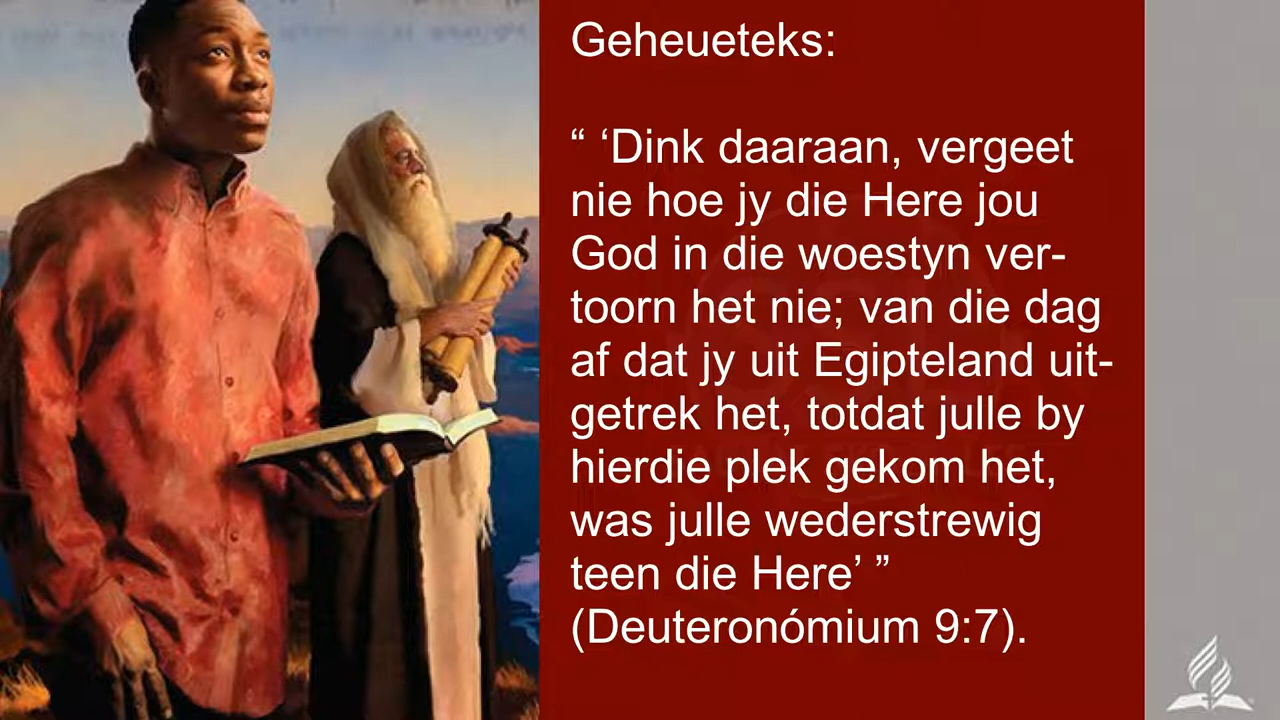 Geheueteks:
“ ‘Dink daaraan, vergeet
nie hoe jy die Here jou
God in die woestyn ver-
toorn het nie; van die dag
af dat jy uit Egipteland uit-
getrek het, totdat julle by
hierdie plek gekom het,
was julle wederstrewig
teen die Here’ ”
(Deuteronómium 9:7).